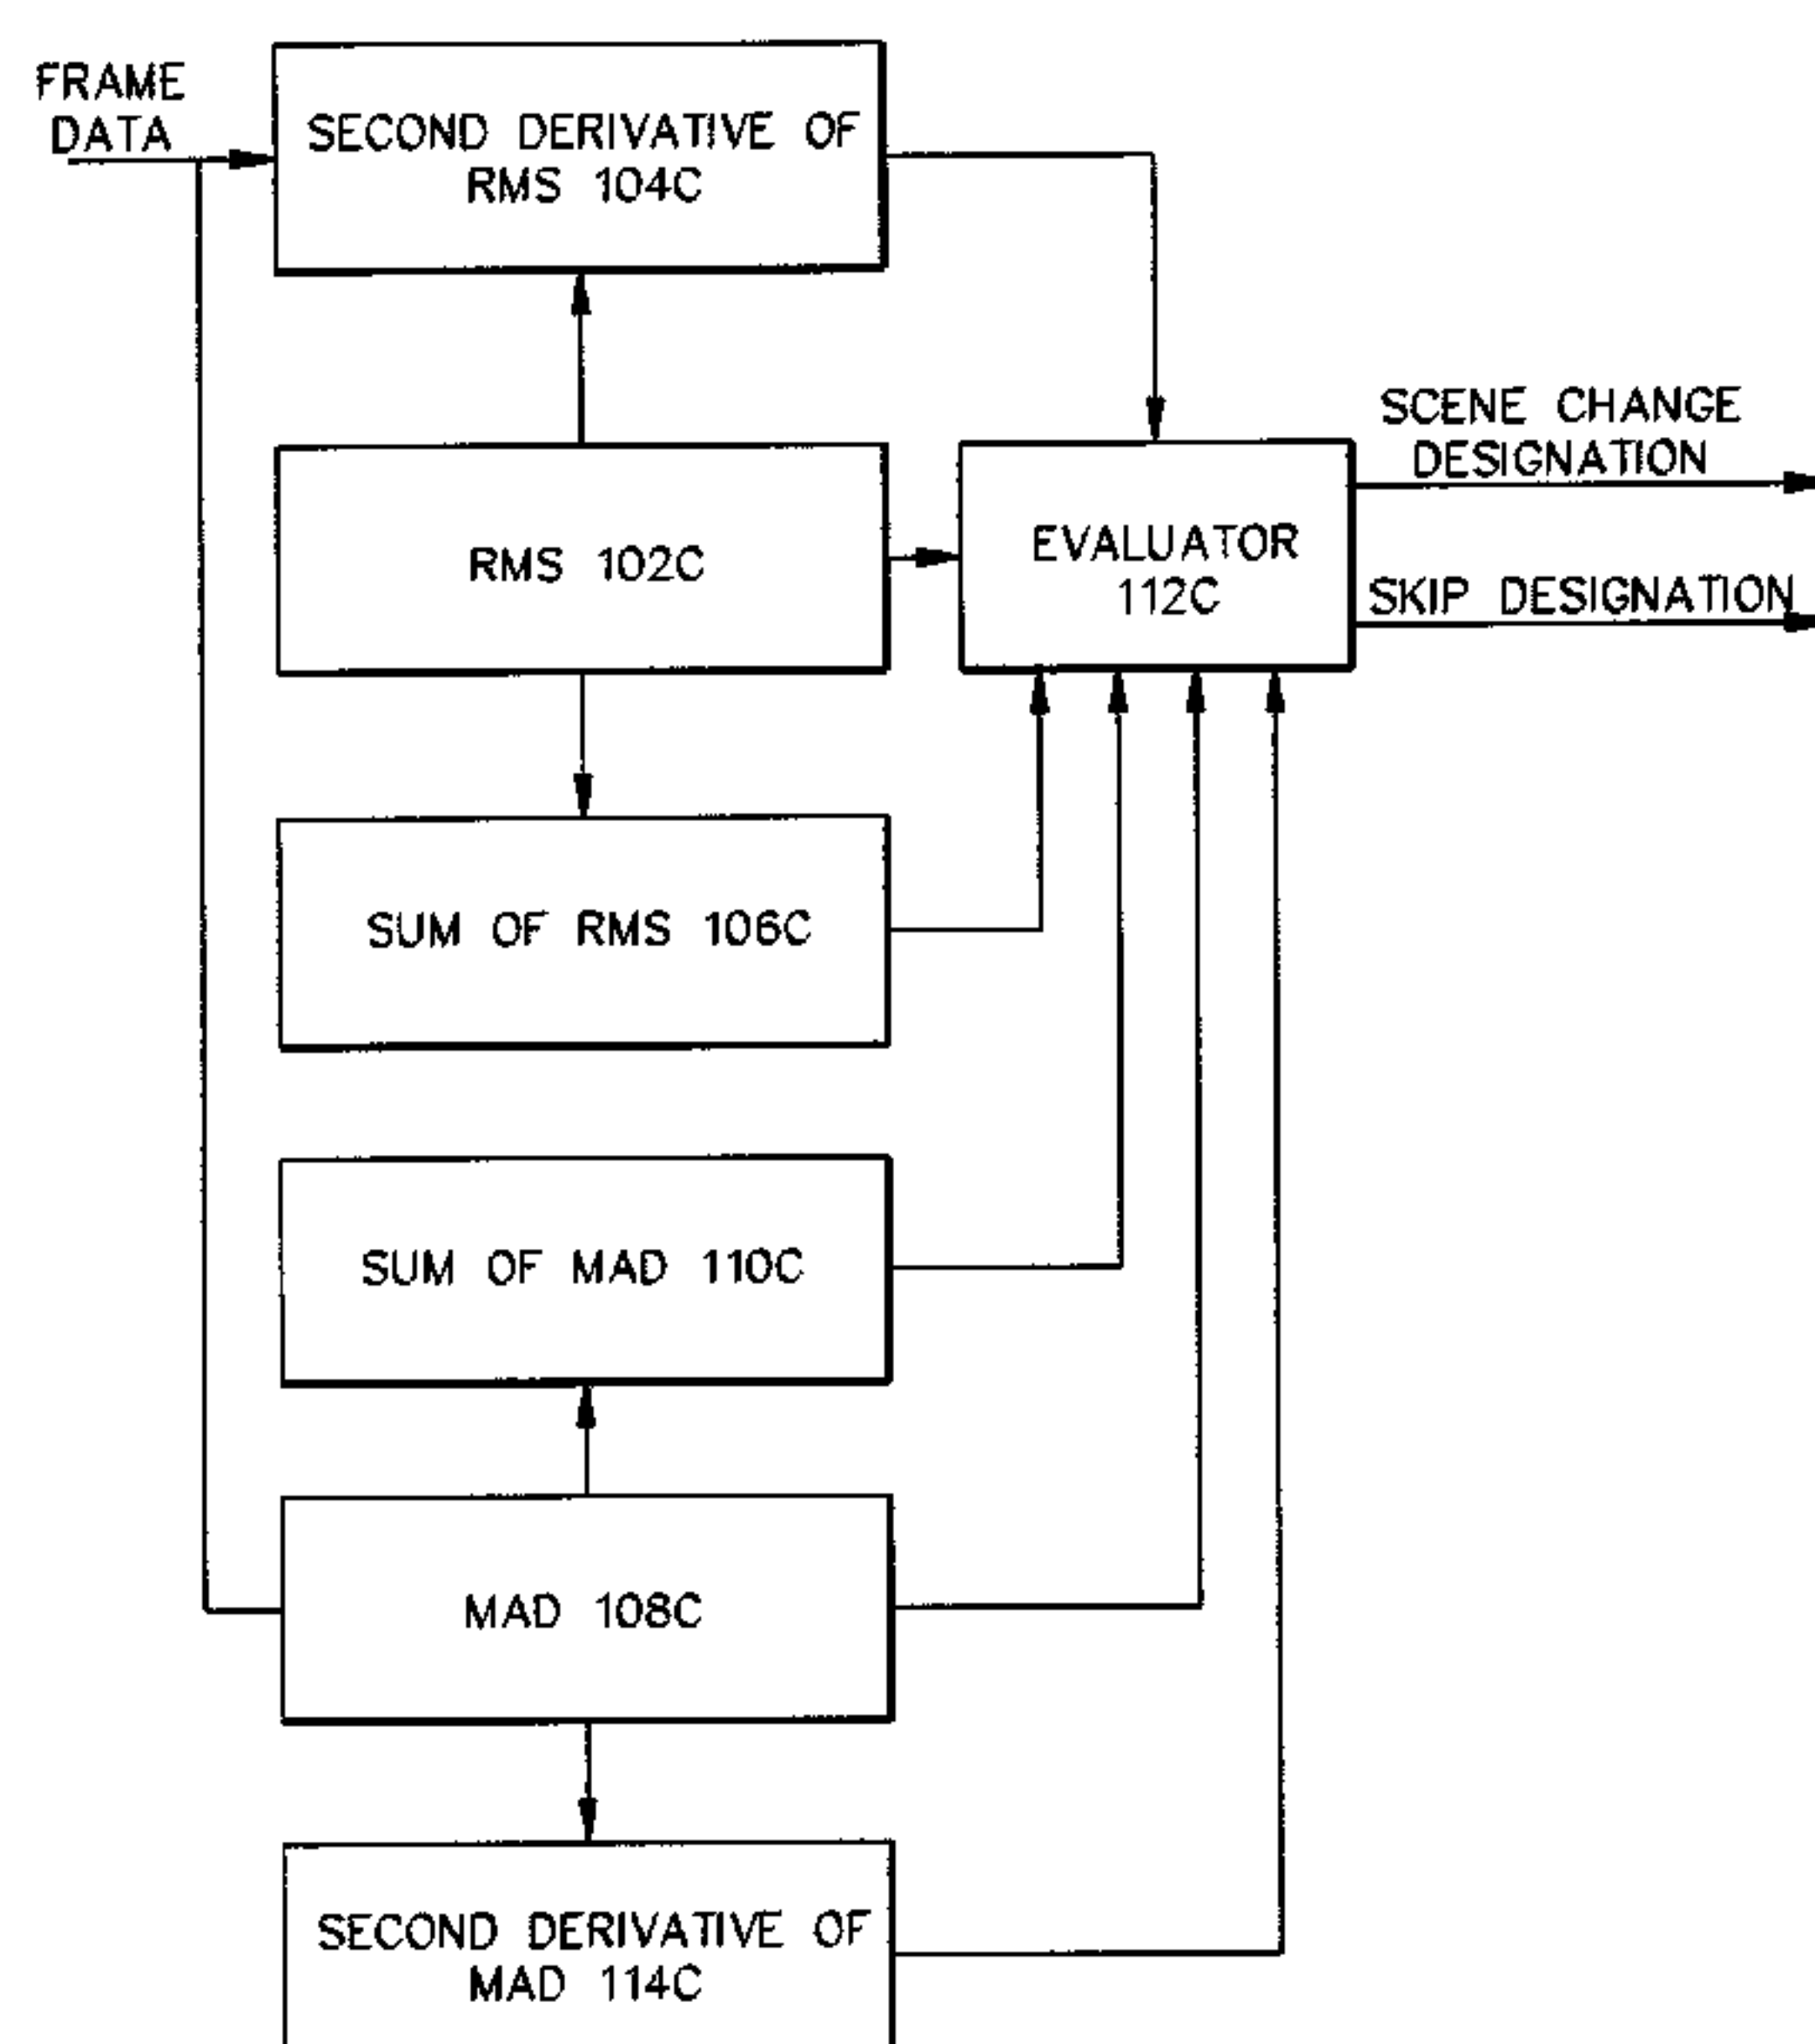 FRAME
DATA
SECOND DERIVATIVE OF
RMS 104C
RMS 102C
EVALUATOR
112C
SCENE CHANGE
DESIGNATION
SKIP DESIGNATION
SUM OF RMS 106C
SUM OF MAD 110C
MAD 108C
SECOND DERIVATIVE OF
MAD 114C